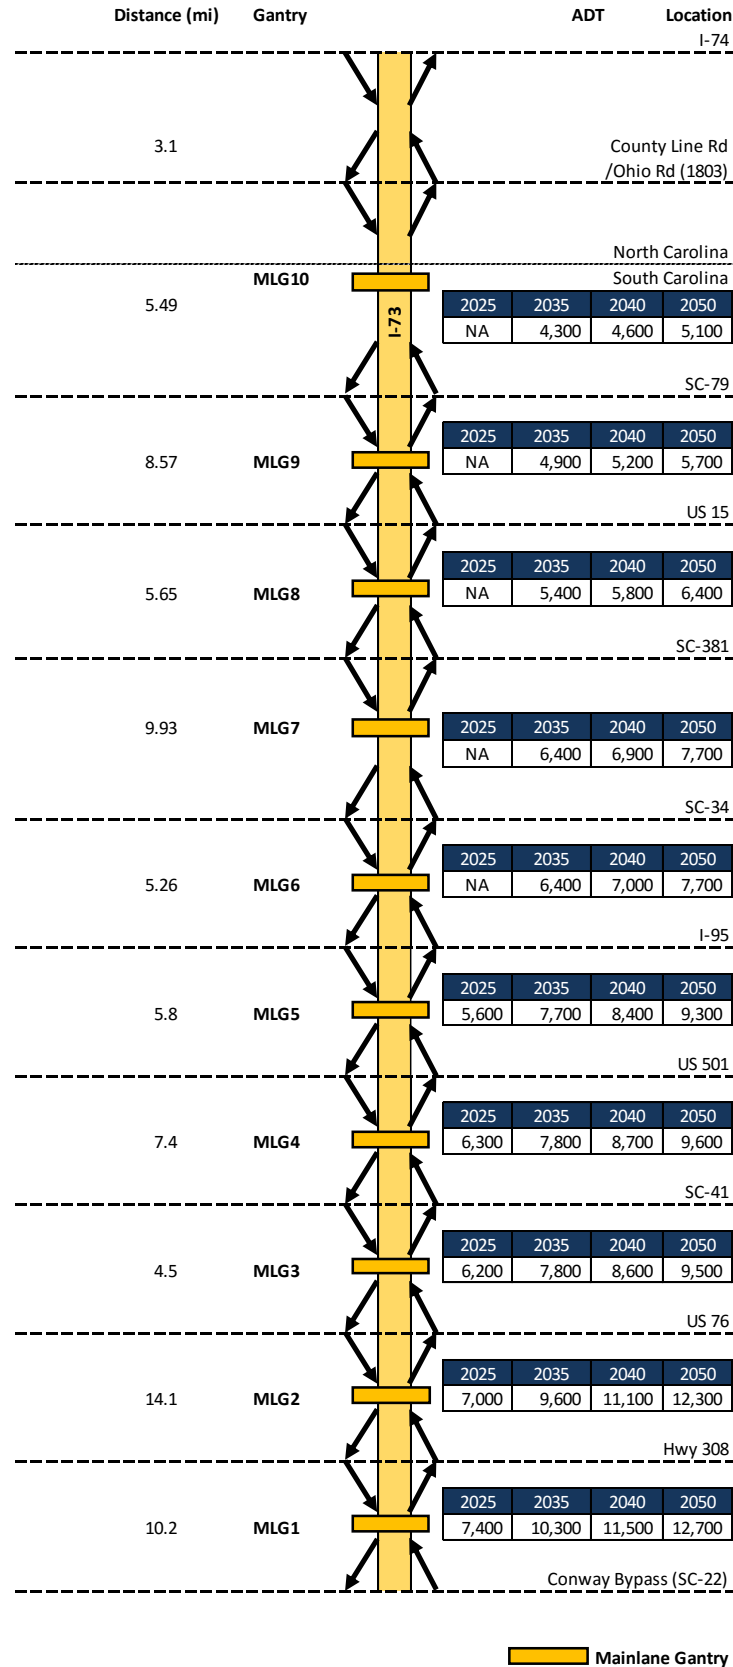 Distance (mi) Gantry ADT Location
I-74
3.1 County Line Rd
/Ohio Rd (1803)
North Carolina
MLG10 South Carolina
5.49 2025 2035 2040 2050
I-73 NA 4,300 4,600 5,100
SC-79
2025 2035 2040 2050
8.57 MLG9 NA 4,900 5,200 5,700
US 15
2025 2035 2040 2050
5.65 MLG8 NA 5,400 5,800 6,400
SC-381
9.93 MLG7 2025 2035 2040 2050
NA 6,400 6,900 7,700
SC-34
2025 2035 2040 2050
5.26 MLG6 NA 6,400 7,000 7,700
I-95
2025 2035 2040 2050
5.8 MLG5 5,600 7,700 8,400 9,300
US 501
2025 2035 2040 2050
7.4 MLG4 6,300 7,800 8,700 9,600
SC-41
2025 2035 2040 2050
4.5 MLG3 6,200 7,800 8,600 9,500
US 76
2025 2035 2040 2050
14.1 MLG2 7,000 9,600 11,100 12,300
Hwy 308
2025 2035 2040 2050
10.2 MLG1 7,400 10,300 11,500 12,700
Conway Bypass (SC-22)
Mainlane Gantry